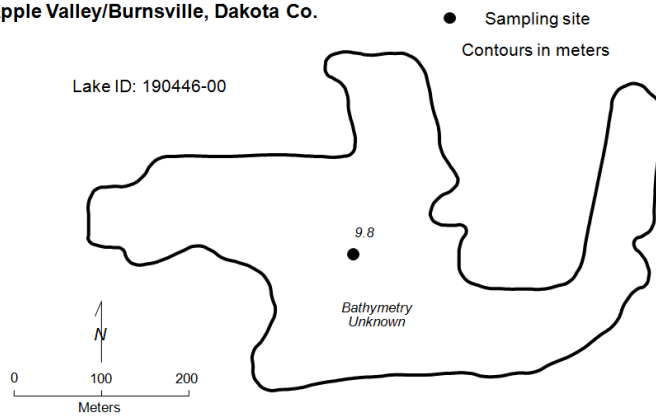 pple Valley/Burnsville, Dakota Co.
Sampling site
Contours in meters
Lake ID: 190446-00
9.8
Bathymetry
Unknown
N
0 100 200
Meters